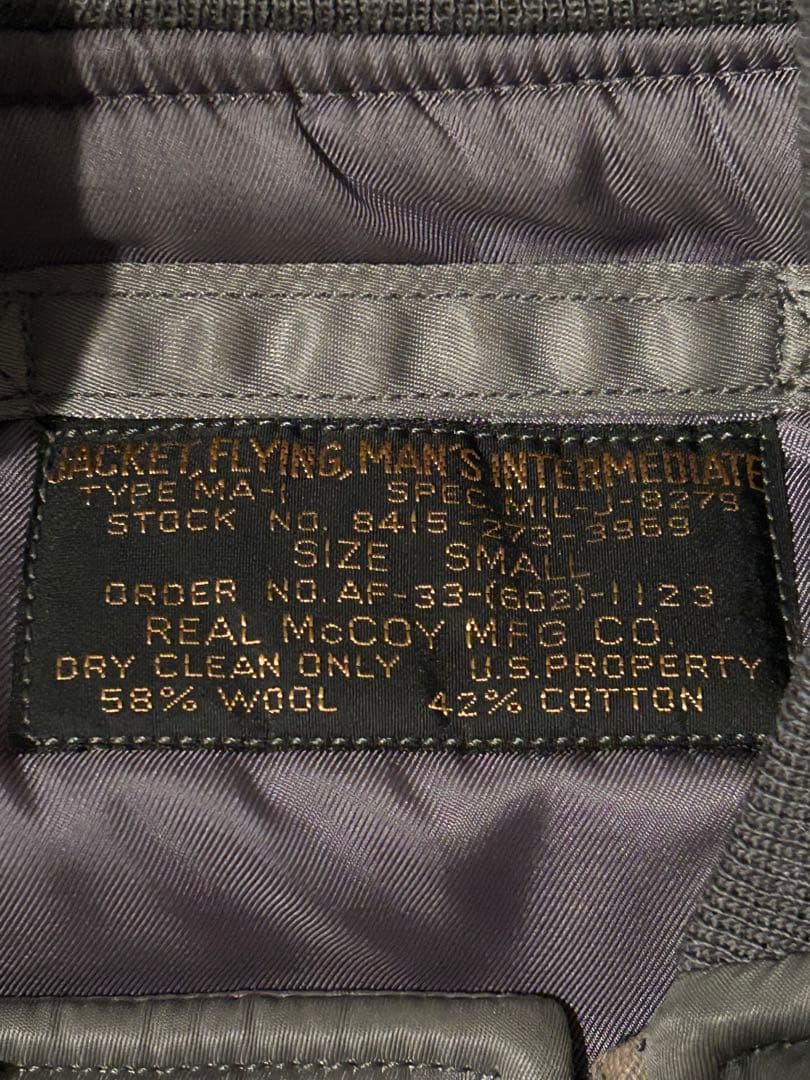 JACKET, FLYING, MAN'S INTERMEDIATE
TYPE MA-1 SPEC. MIL-J-8279
STOCK NO. 8415-273-3969
SIZE SMALL
ORDER NO. AF-33-(602)-1123
REAL McCOY MFG CO.
DRY CLEAN ONLY U.S. PROPERTY
58% WOOL 42% COTTON